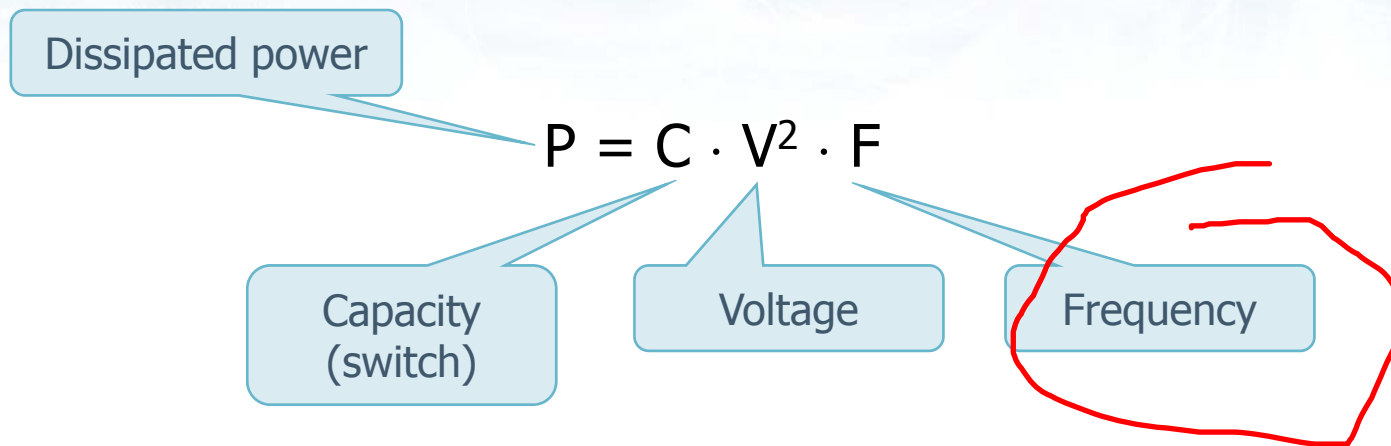 Dissipated power
P = C · V² · F
Capacity
(switch)
Voltage
Frequency